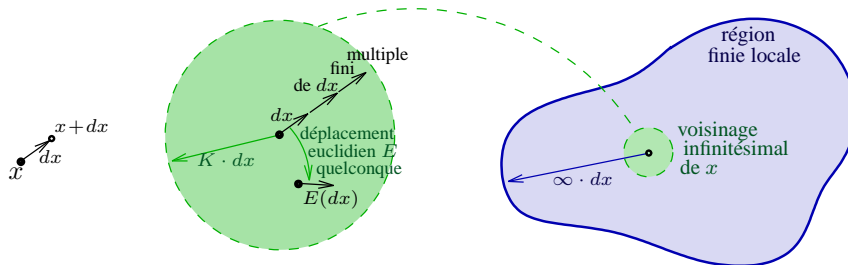 x+dx
dx
x
multiple
fini
de dx
dx
déplacement
euclidien E
quelconque
K · dx
E(dx)
région
finie locale
voisinage
infinitésimal
de x
∞ · dx